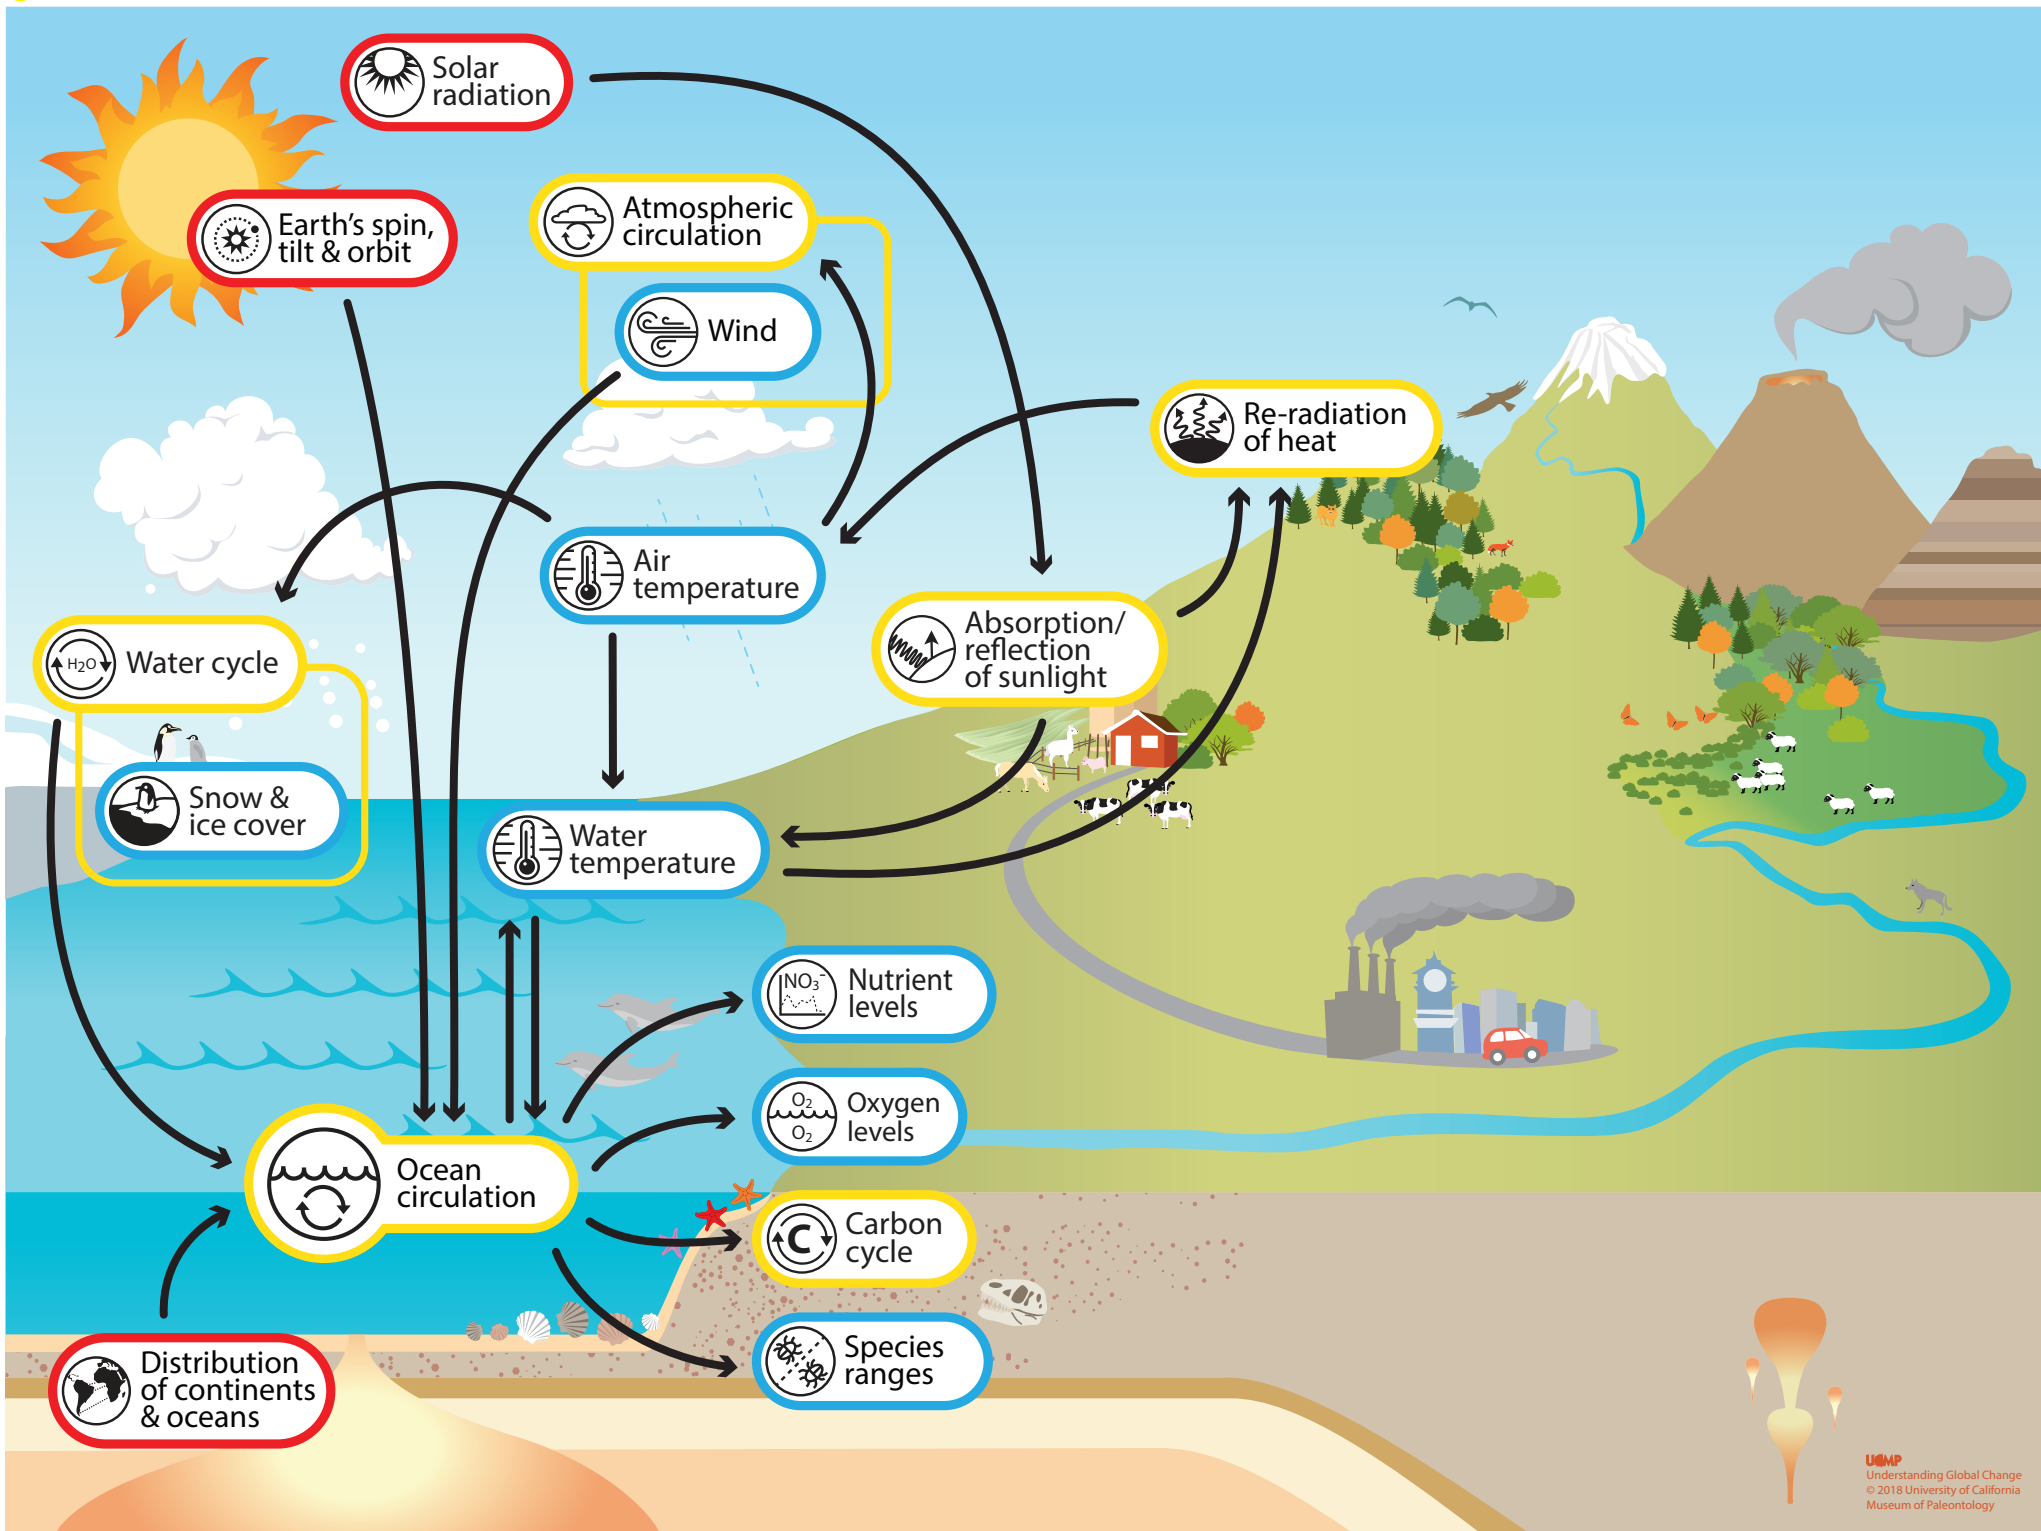 Solar
radiation
Earth's spin,
tilt & orbit
Atmospheric
circulation
Wind
Re-radiation
of heat
Air
temperature
Absorption/
reflection
of sunlight
H2O
Water cycle
Snow &
ice cover
Water
temperature
NO3-
Nutrient
levels
O2
O2
Oxygen
levels
Ocean
circulation
C
Carbon
cycle
Species
ranges
Distribution
of continents
& oceans
UCMP
Understanding Global Change
© 2018 University of California
Museum of Paleontology